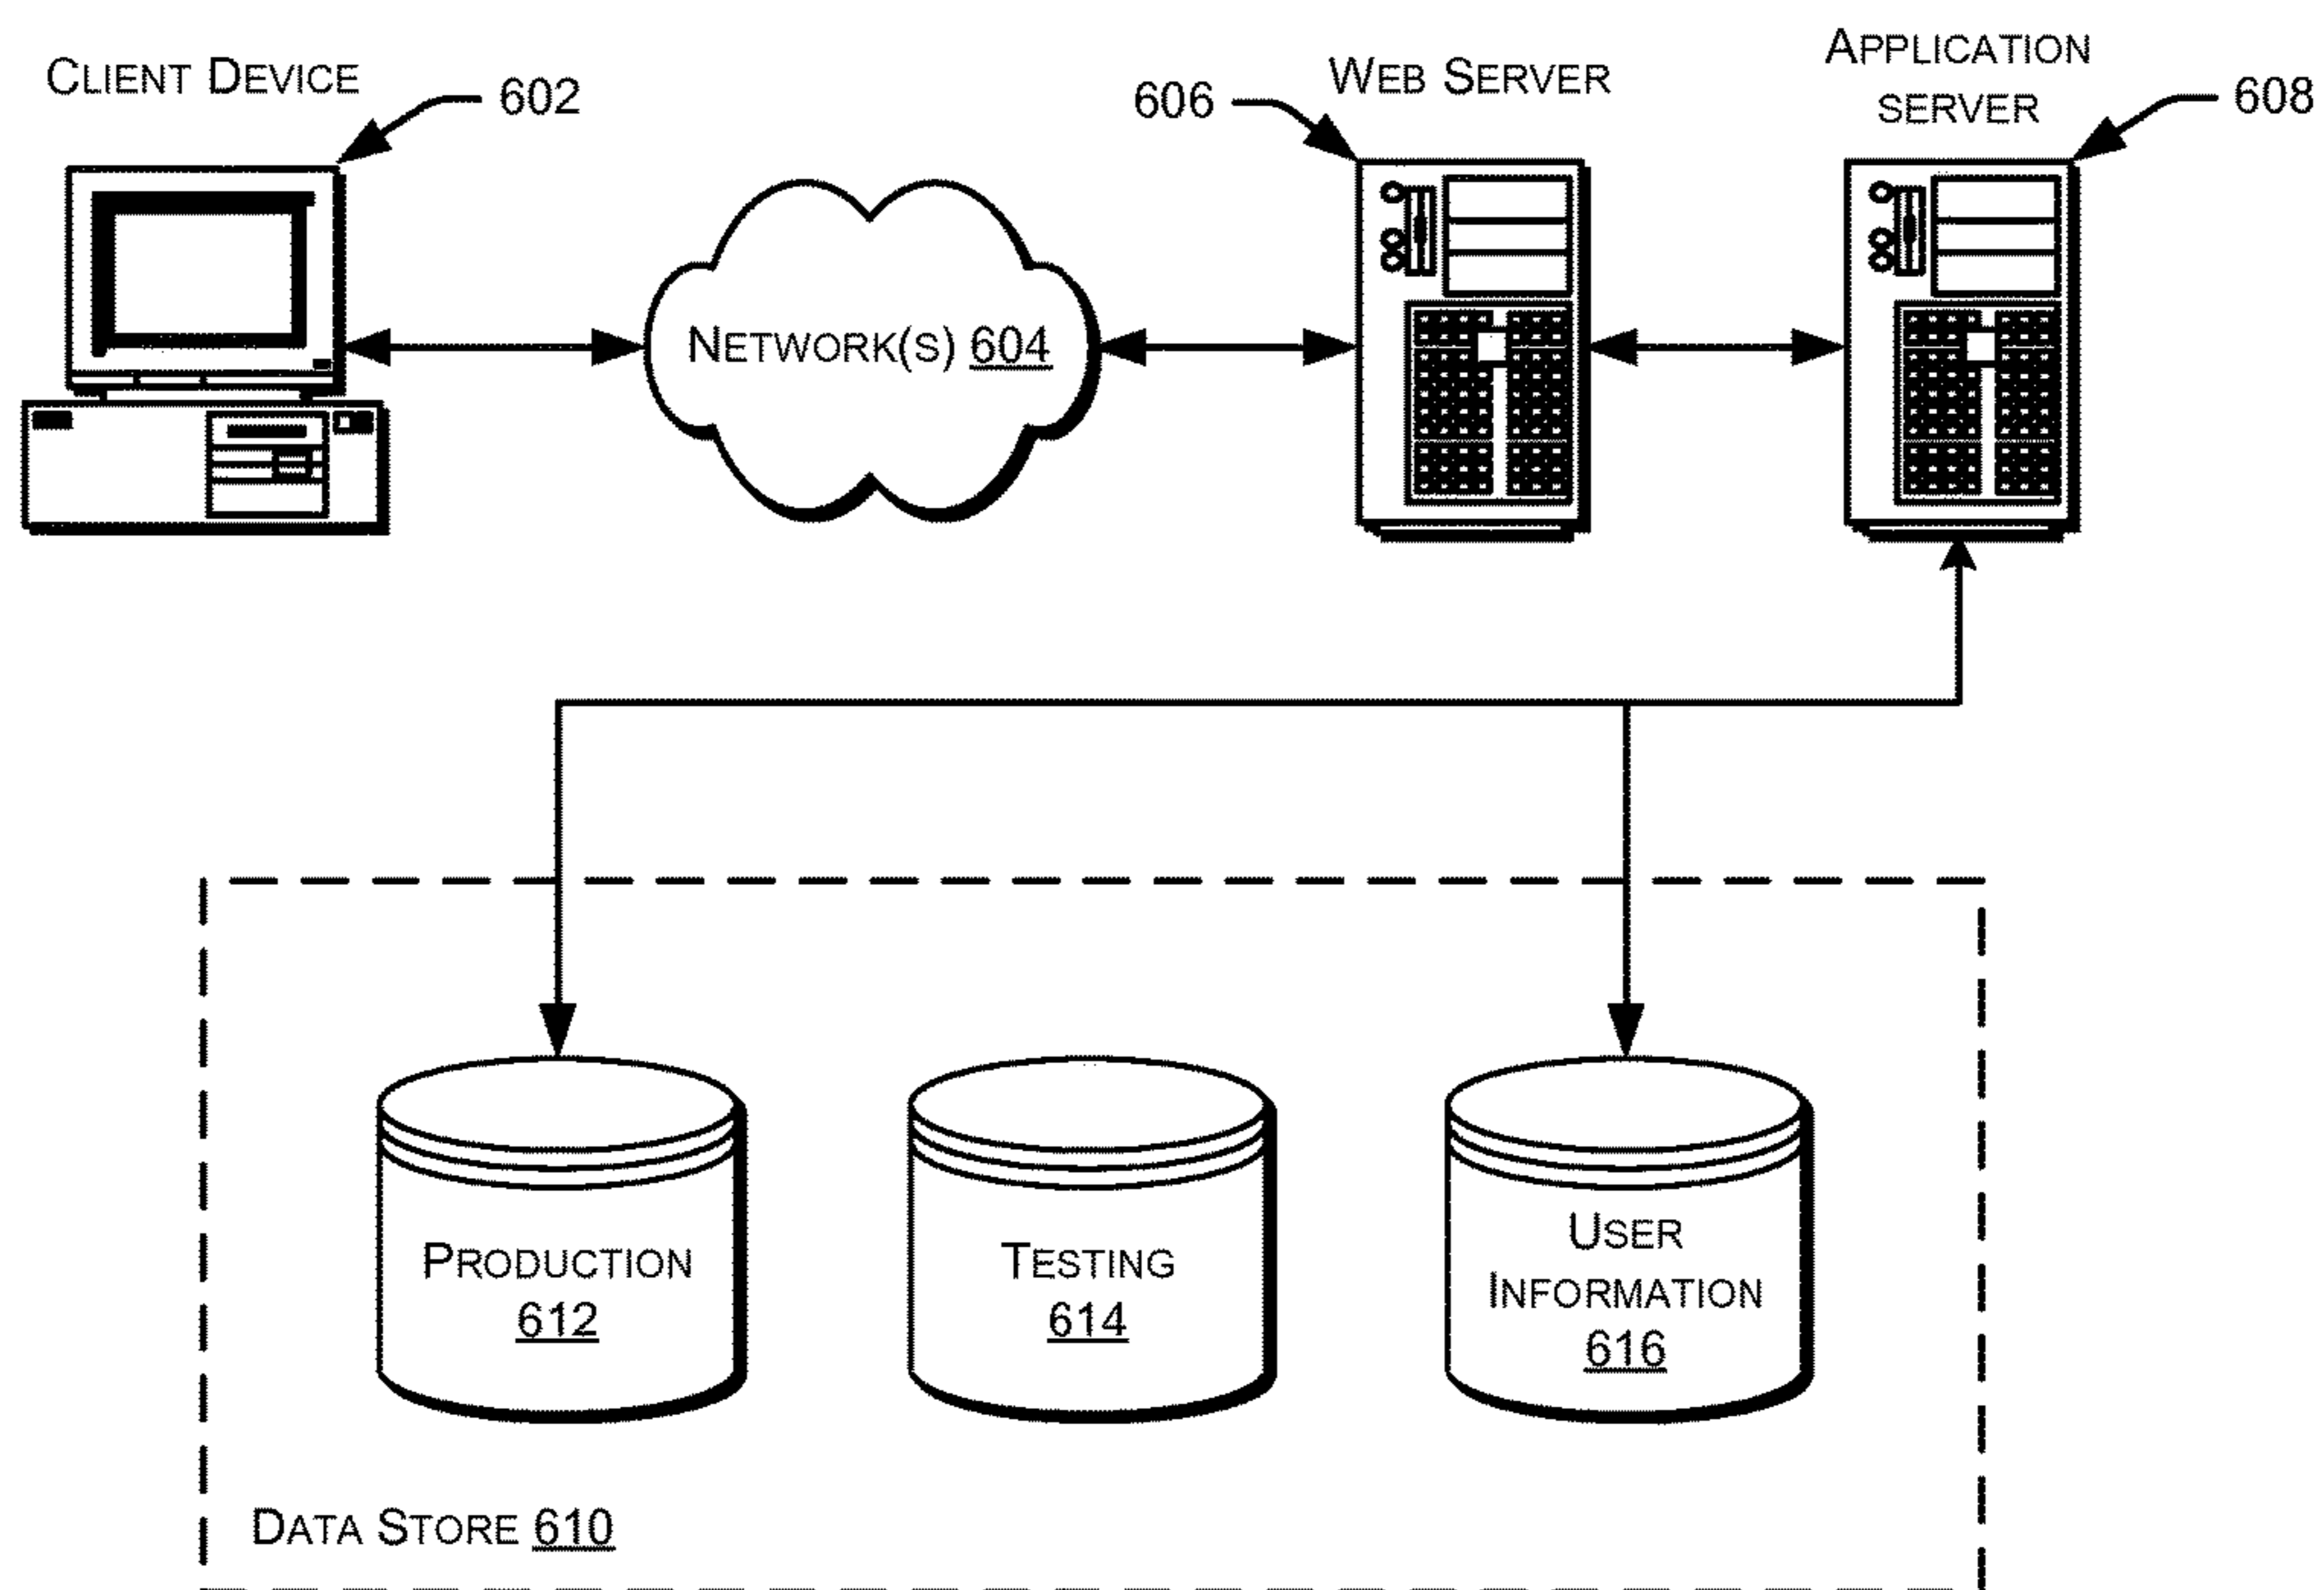 CLIENT DEVICE
602
606
WEB SERVER
APPLICATION
SERVER
608
NETWORK(S) 604
PRODUCTION
612
TESTING
614
USER
INFORMATION
616
DATA STORE 610